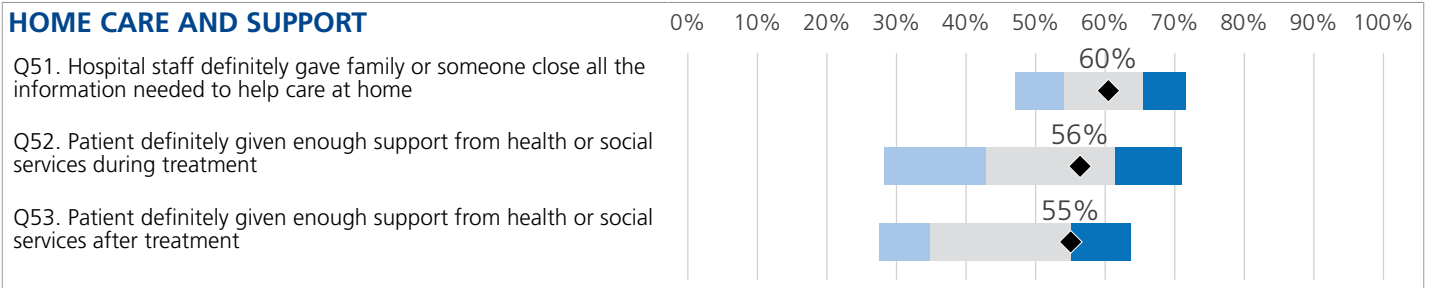 HOME CARE AND SUPPORT
0% 10% 20% 30% 40% 50% 60% 70% 80% 90% 100%
Q51. Hospital staff definitely gave family or someone close all the
information needed to help care at home
60%
Q52. Patient definitely given enough support from health or social
services during treatment
56%
Q53. Patient definitely given enough support from health or social
services after treatment
55%